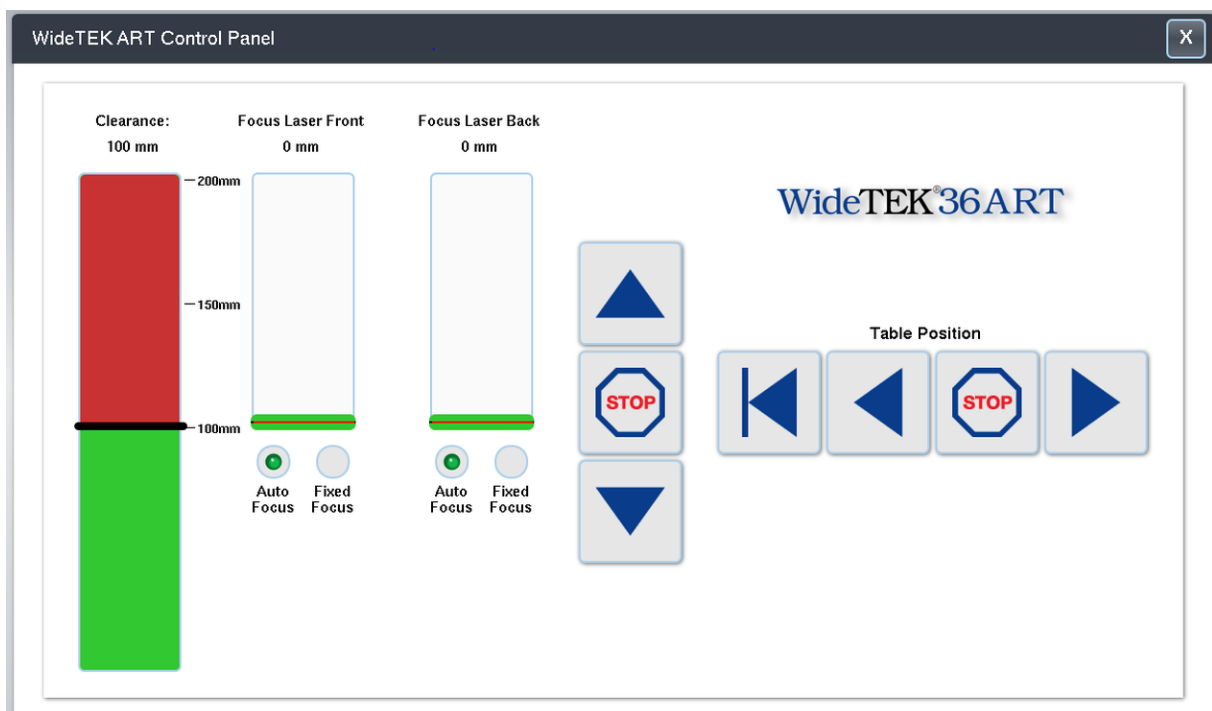 WideTEK ART Control Panel
X
Clearance:
100 mm
200mm
150mm
100mm
Focus Laser Front
0 mm
Auto Focus
Fixed Focus
Focus Laser Back
0 mm
Auto Focus
Fixed Focus
STOP
WideTEK®36ART
Table Position
STOP